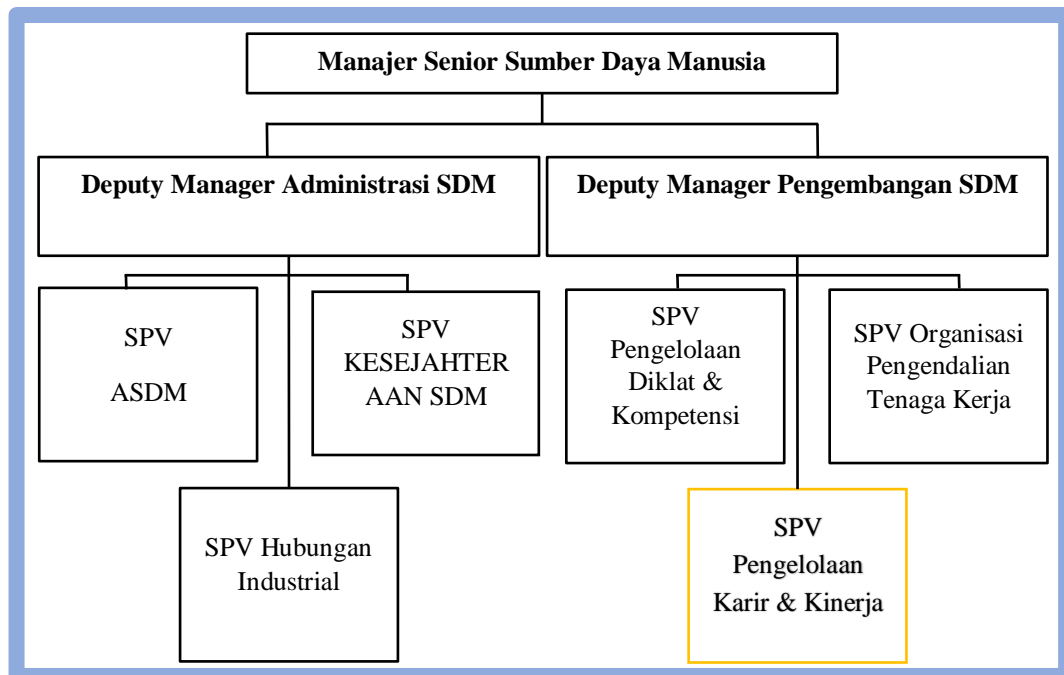 Manajer Senior Sumber Daya Manusia
Deputy Manager Administrasi SDM
Deputy Manager Pengembangan SDM
SPV
ASDM
SPV
KESEJAHTER
AAN SDM
SPV
Pengelolaan
Diklat &
Kompetensi
SPV Organisasi
Pengendalian
Tenaga Kerja
SPV Hubungan
Industrial
SPV
Pengelolaan
Karir & Kinerja